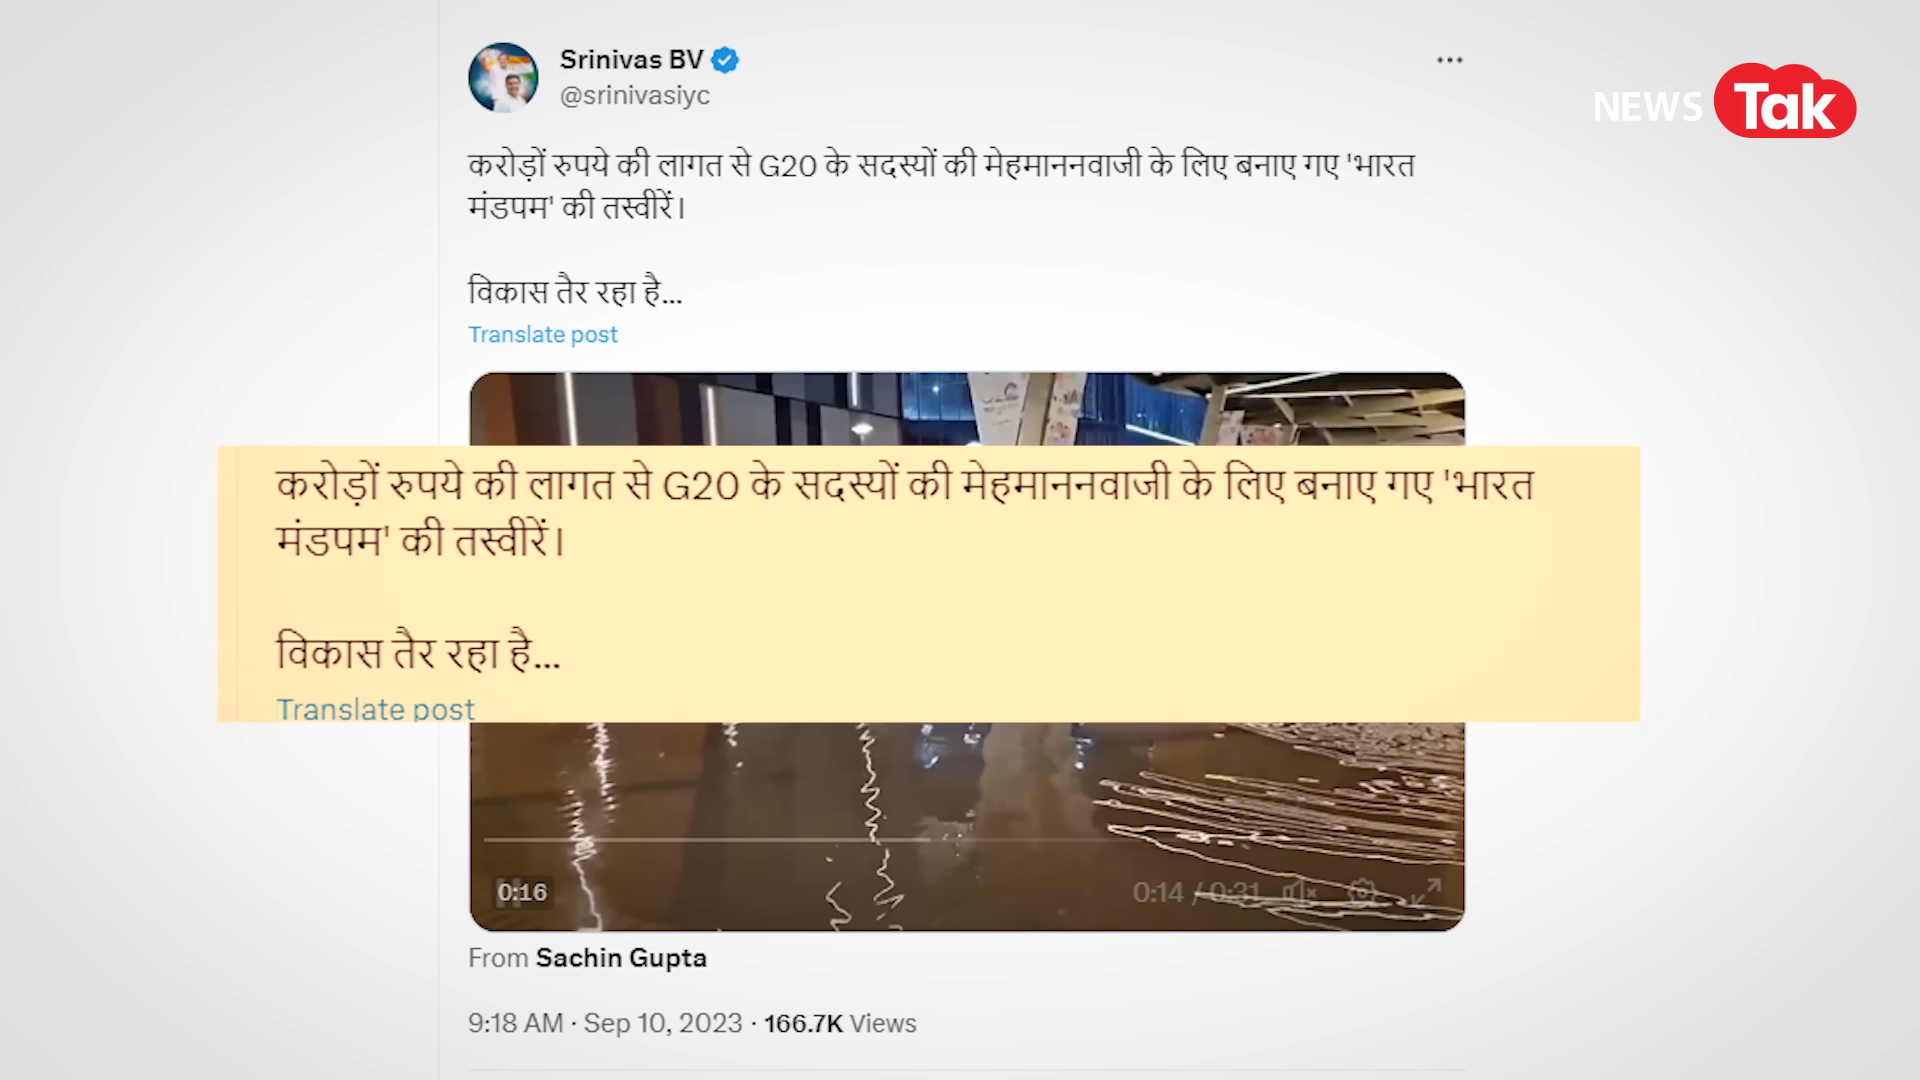 Srinivas BV
@srinivasiyc
NEWS Tak
करोड़ों रुपये की लागत से G20 के सदस्यों की मेहमाननवाजी के लिए बनाए गए 'भारत
मंडपम' की तस्वीरें।
विकास तैर रहा है...
Translate post
करोड़ों रुपये की लागत से G20 के सदस्यों की मेहमाननवाजी के लिए बनाए गए 'भारत
मंडपम' की तस्वीरें।
विकास तैर रहा है...
Translate post
0:16
0:14 / 0:31
From Sachin Gupta
9:18 AM · Sep 10, 2023 · 166.7K Views